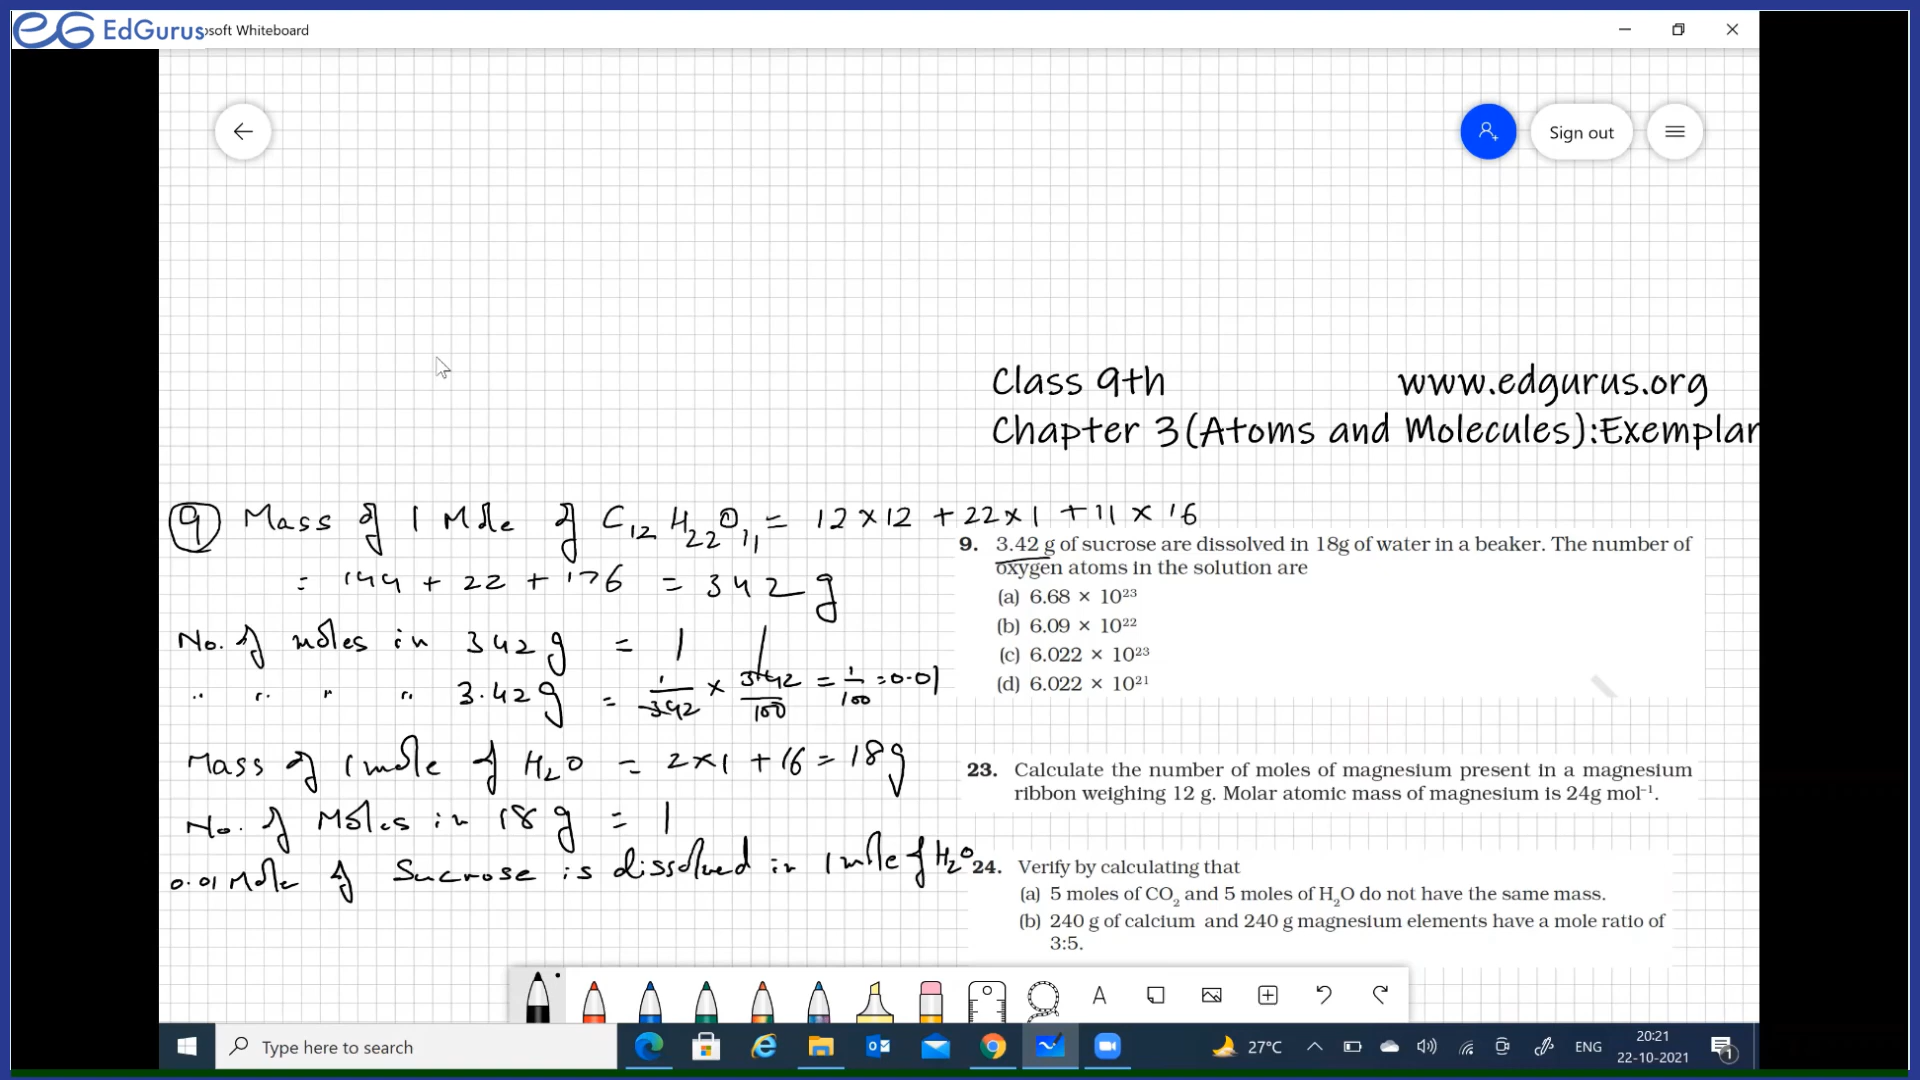 EdGurus
osoft Whiteboard
Sign out
Class 9th www.edgurus.org
Chapter 3(Atoms and Molecules):Exemplar
9 Mass of 1 Mole of C12H22O11 = 12×12 + 22×1 + 11 × 16
= 144 + 22 + 176 = 342 g
No. of moles in 342 g = 1
" " " " 3.42 g = 1/342 × 342/100 = 1/100 = 0.01
Mass of 1 mole of H2O = 2×1 + 16 = 18 g
No. of Moles in 18 g = 1
0.01 Mole of Sucrose is dissolved in 1 mole of H2O
9. 3.42 g of sucrose are dissolved in 18g of water in a beaker. The number of
oxygen atoms in the solution are
(a) 6.68 × 10²³
(b) 6.09 × 10²²
(c) 6.022 × 10²³
(d) 6.022 × 10²¹
23. Calculate the number of moles of magnesium present in a magnesium
ribbon weighing 12 g. Molar atomic mass of magnesium is 24g mol⁻¹.
24. Verify by calculating that
(a) 5 moles of CO₂ and 5 moles of H₂O do not have the same mass.
(b) 240 g of calcium and 240 g magnesium elements have a mole ratio of
3:5.
A
Type here to search
27°C
ENG
20:21
22-10-2021
1